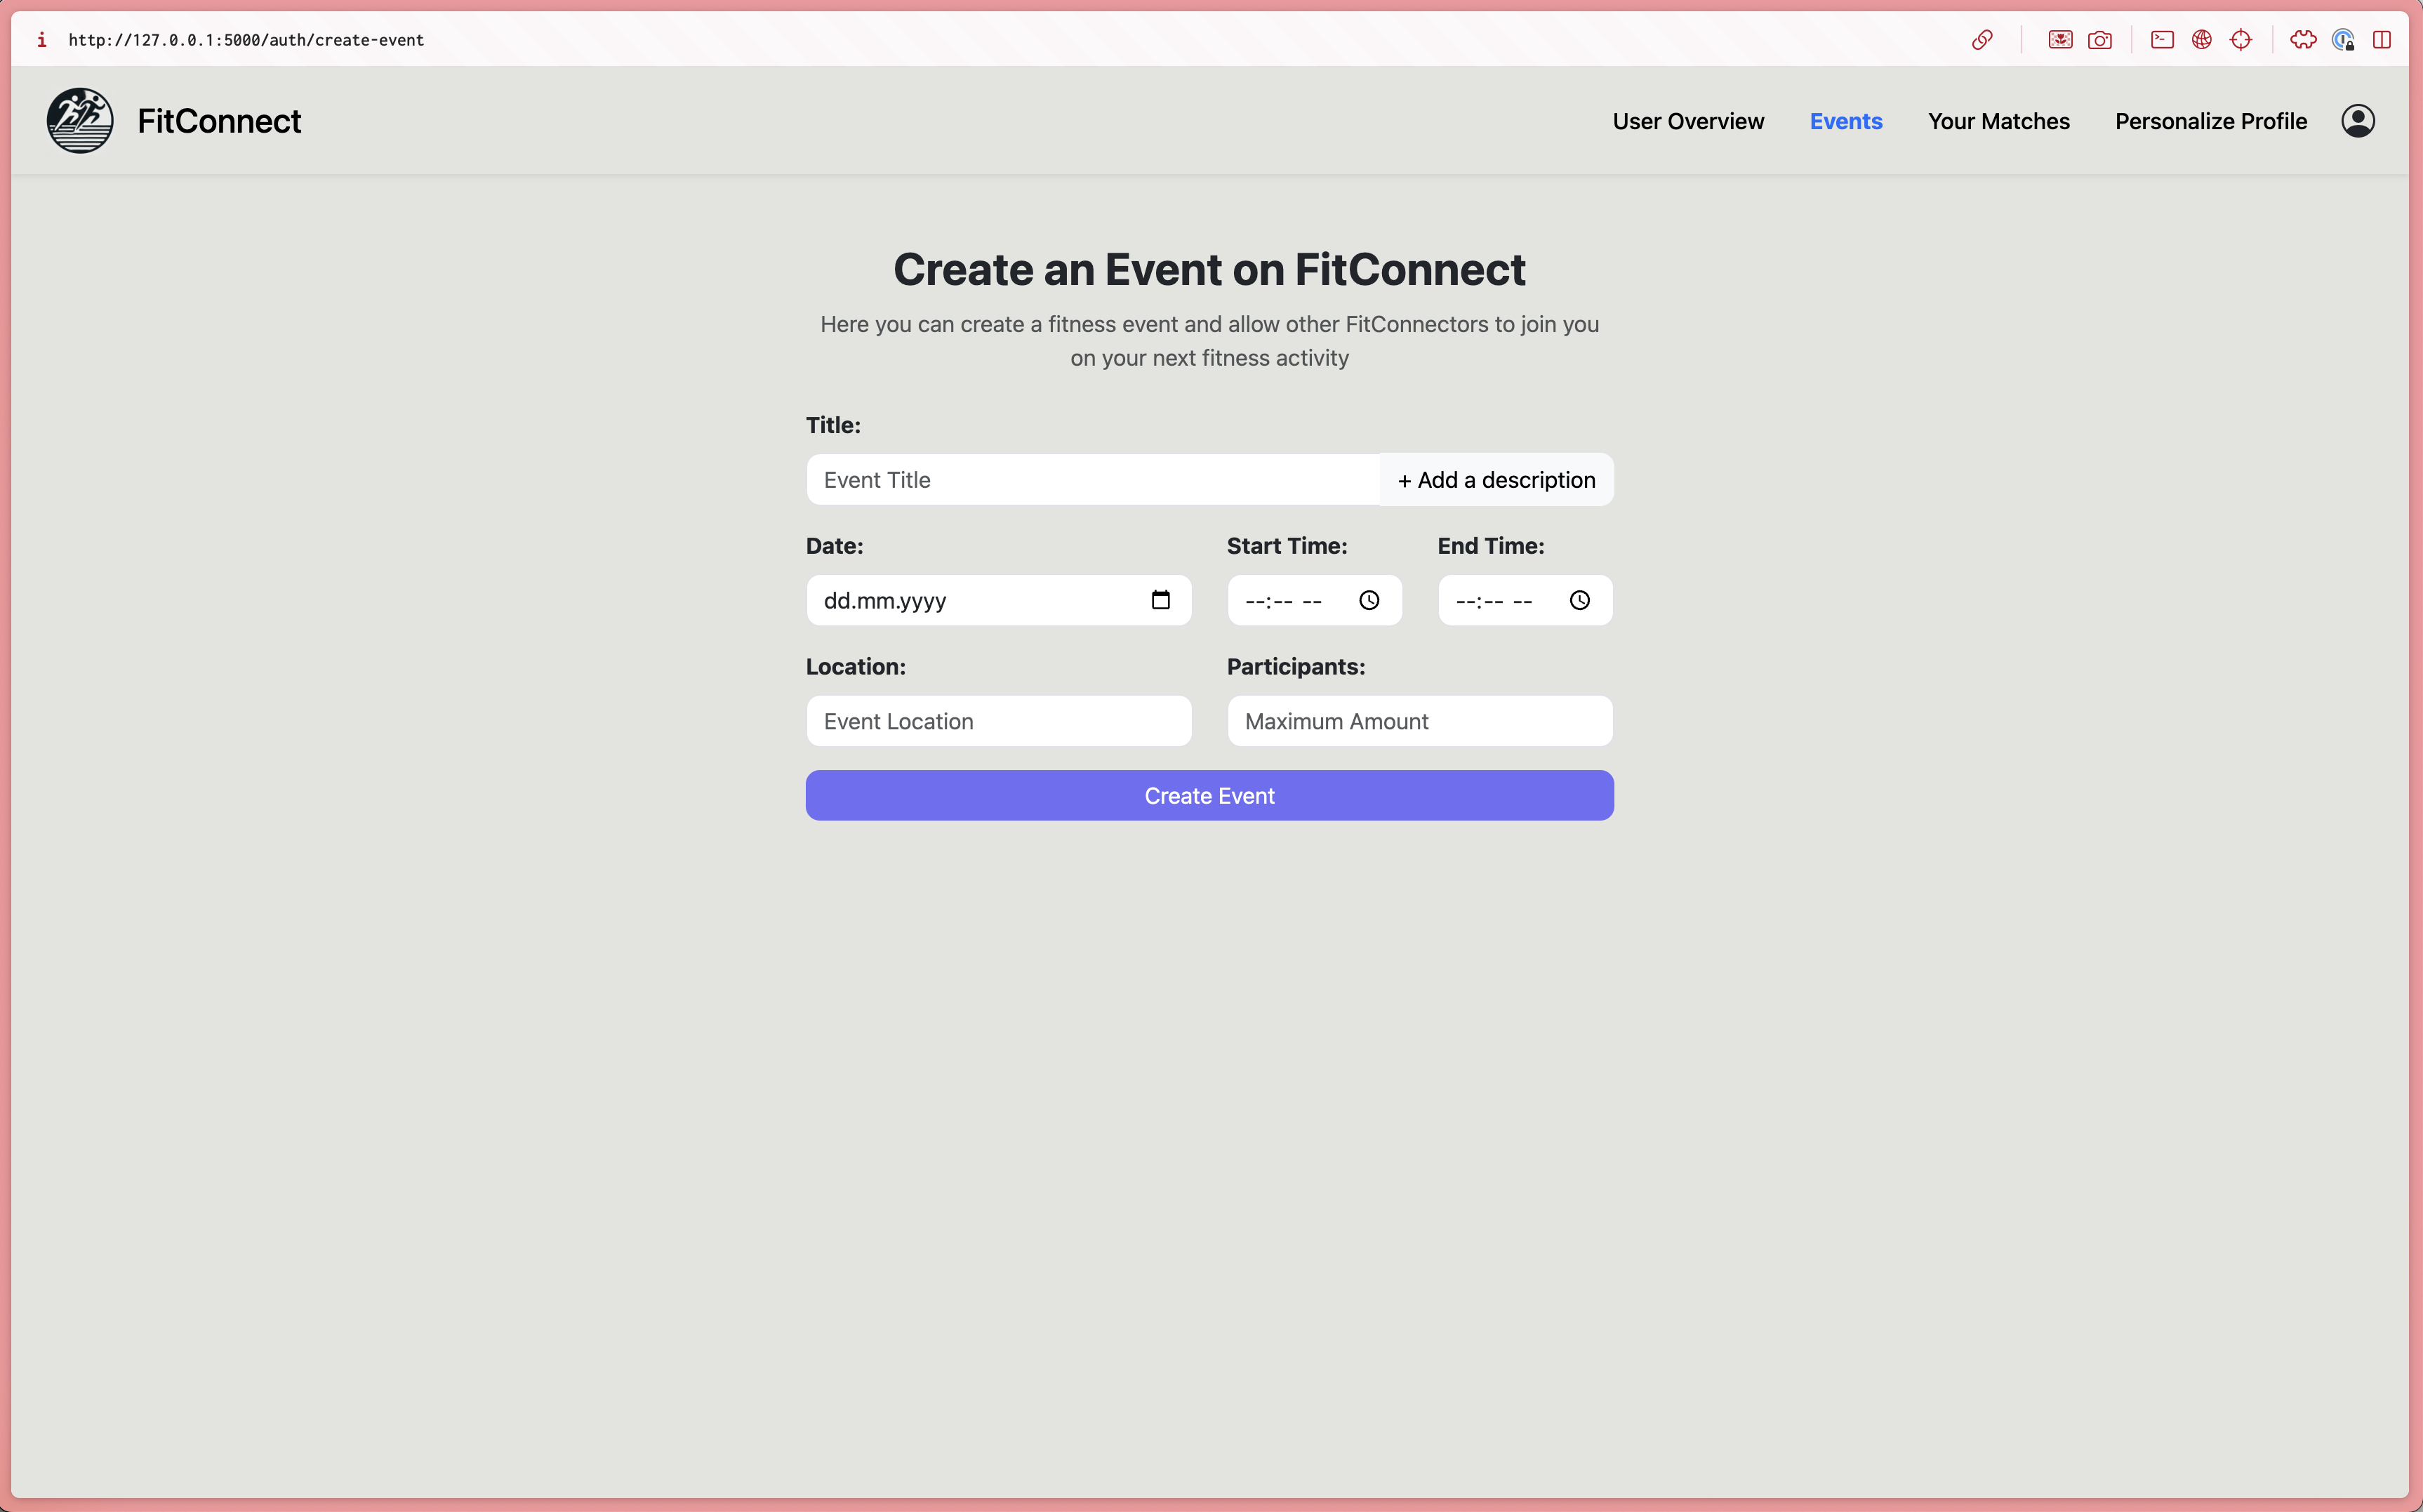 http://127.0.0.1:5000/auth/create-event
FitConnect
User Overview
Events
Your Matches
Personalize Profile
Create an Event on FitConnect
Here you can create a fitness event and allow other FitConnectors to join you
on your next fitness activity
Title:
Event Title
+ Add a description
Date:
Start Time:
End Time:
dd.mm.yyyy
--:-- --
--:-- --
Location:
Participants:
Event Location
Maximum Amount
Create Event